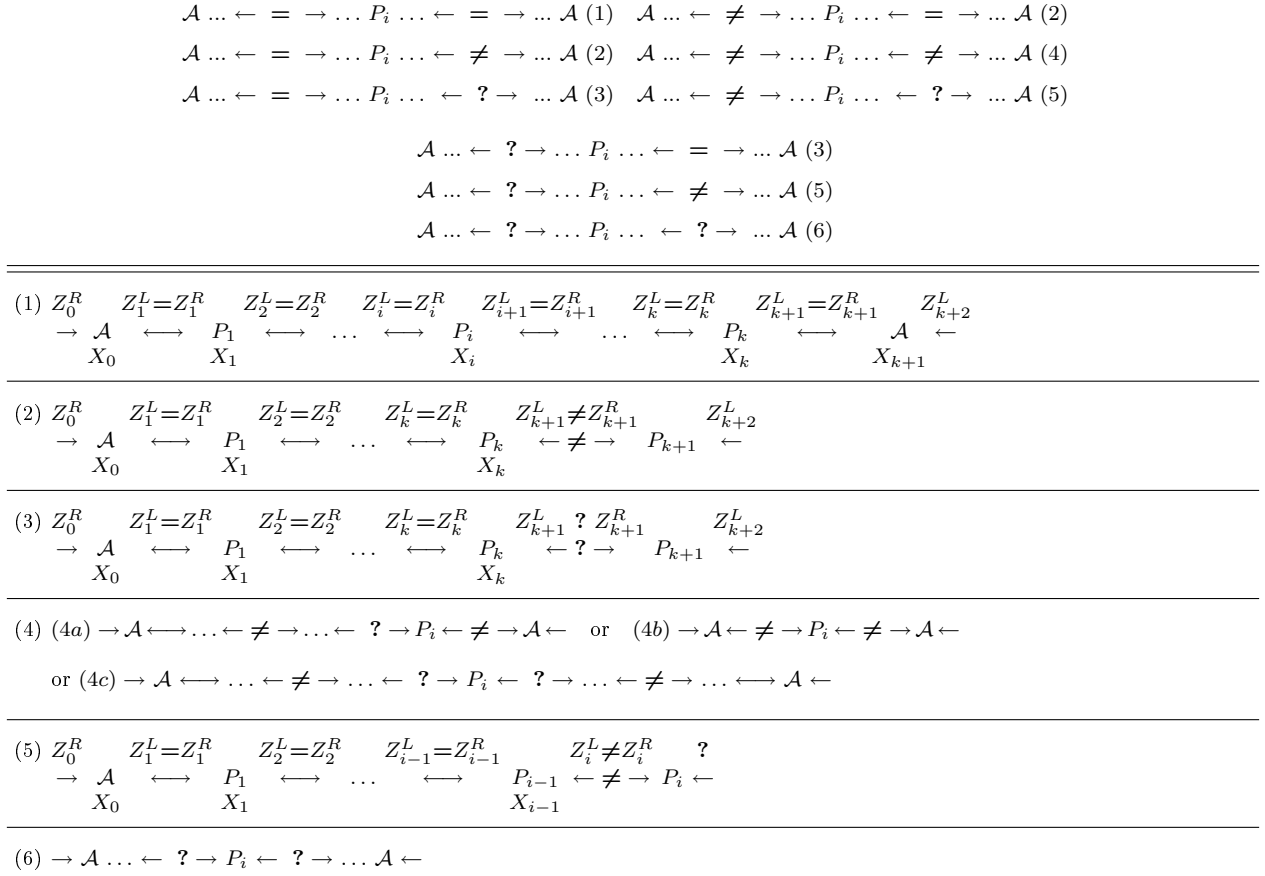 𝒜 ... ← = → … P_i … ← = → ... 𝒜 (1) 𝒜 ... ← ≠ → … P_i … ← = → ... 𝒜 (2)
𝒜 ... ← = → … P_i … ← ≠ → ... 𝒜 (2) 𝒜 ... ← ≠ → … P_i … ← ≠ → ... 𝒜 (4)
𝒜 ... ← = → … P_i … ← ? → ... 𝒜 (3) 𝒜 ... ← ≠ → … P_i … ← ? → ... 𝒜 (5)
𝒜 ... ← ? → … P_i … ← = → ... 𝒜 (3)
𝒜 ... ← ? → … P_i … ← ≠ → ... 𝒜 (5)
𝒜 ... ← ? → … P_i … ← ? → ... 𝒜 (6)
(1) Z_0^R Z_1^L=Z_1^R Z_2^L=Z_2^R Z_i^L=Z_i^R Z_{i+1}^L=Z_{i+1}^R Z_k^L=Z_k^R Z_{k+1}^L=Z_{k+1}^R Z_{k+2}^L
→ 𝒜 ⟷ P_1 ⟷ … ⟷ P_i ⟷ … ⟷ P_k ⟷ 𝒜 ←
X_0 X_1 X_i X_k X_{k+1}
(2) Z_0^R Z_1^L=Z_1^R Z_2^L=Z_2^R Z_k^L=Z_k^R Z_{k+1}^L≠Z_{k+1}^R Z_{k+2}^L
→ 𝒜 ⟷ P_1 ⟷ … ⟷ P_k ← ≠ → P_{k+1} ←
X_0 X_1 X_k
(3) Z_0^R Z_1^L=Z_1^R Z_2^L=Z_2^R Z_k^L=Z_k^R Z_{k+1}^L ? Z_{k+1}^R Z_{k+2}^L
→ 𝒜 ⟷ P_1 ⟷ … ⟷ P_k ← ? → P_{k+1} ←
X_0 X_1 X_k
(4) (4a) → 𝒜 ⟷ … ← ≠ → … ← ? → P_i ← ≠ → 𝒜 ← or (4b) → 𝒜 ← ≠ → P_i ← ≠ → 𝒜 ←
or (4c) → 𝒜 ⟷ … ← ≠ → … ← ? → P_i ← ? → … ← ≠ → … ⟷ 𝒜 ←
(5) Z_0^R Z_1^L=Z_1^R Z_2^L=Z_2^R Z_{i−1}^L=Z_{i−1}^R Z_i^L≠Z_i^R ?
→ 𝒜 ⟷ P_1 ⟷ … ⟷ P_{i−1} ← ≠ → P_i ←
X_0 X_1 X_{i−1}
(6) → 𝒜 … ← ? → P_i ← ? → … 𝒜 ←